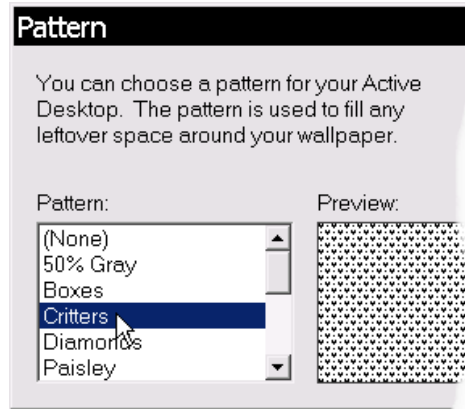 Pattern
You can choose a pattern for your Active
Desktop. The pattern is used to fill any
leftover space around your wallpaper.
Pattern:
Preview:
(None)
50% Gray
Boxes
Critters
Diamonds
Paisley